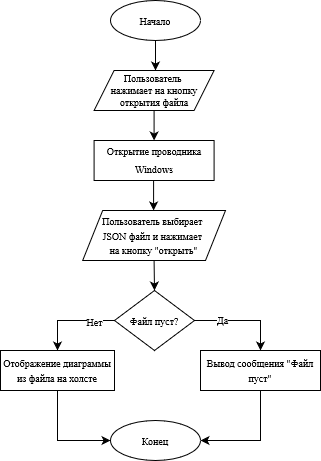 Начало
Пользователь
нажимает на кнопку
открытия файла
Открытие проводника
Windows
Пользователь выбирает
JSON файл и нажимает
на кнопку "открыть"
Файл пуст?
Нет
Да
Отображение диаграммы
из файла на холсте
Вывод сообщения "Файл
пуст"
Конец